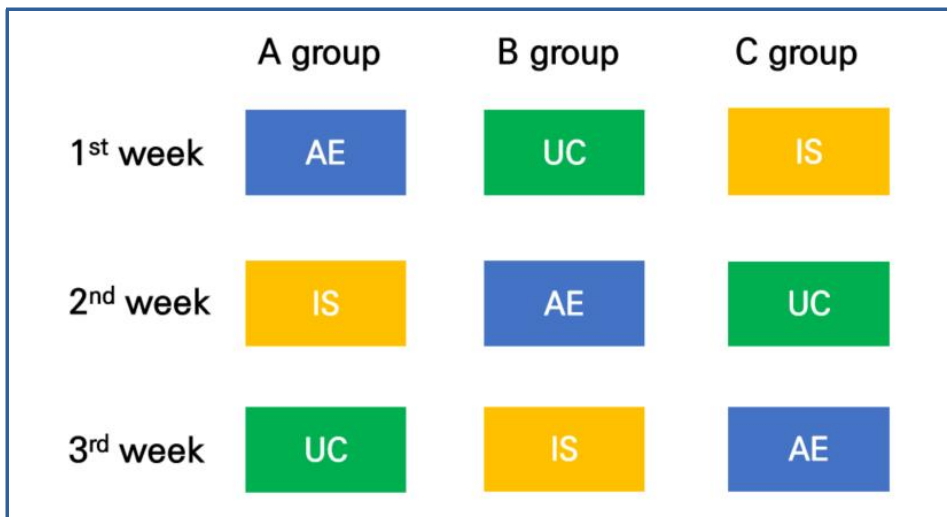 A group B group C group
1st week AE UC IS
2nd week IS AE UC
3rd week UC IS AE